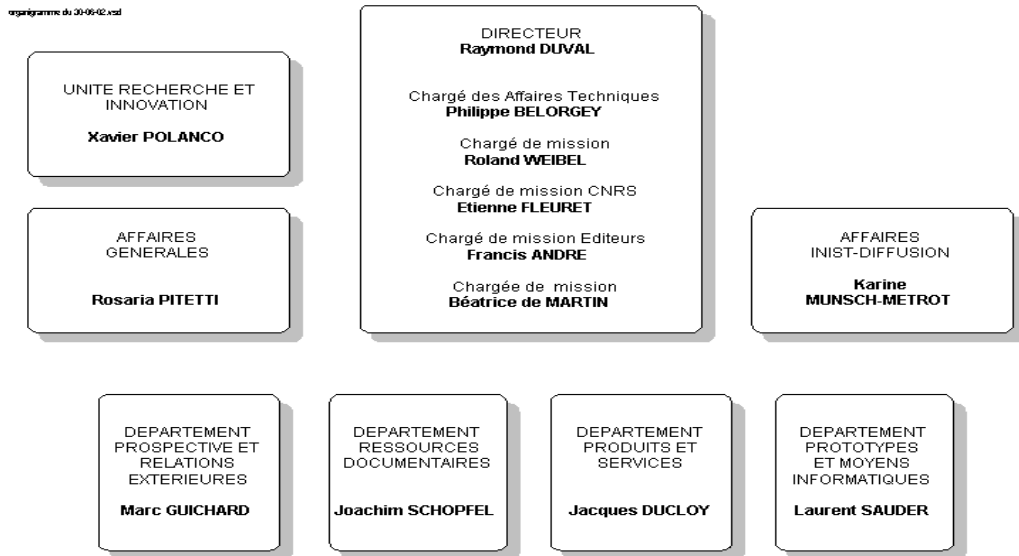 organigramme du 30-06-02.vsd
UNITE RECHERCHE ET
INNOVATION
Xavier POLANCO
DIRECTEUR
Raymond DUVAL
Chargé des Affaires Techniques
Philippe BELORGEY
Chargé de mission
Roland WEIBEL
Chargé de mission CNRS
Etienne FLEURET
Chargé de mission Editeurs
Francis ANDRE
Chargée de mission
Béatrice de MARTIN
AFFAIRES
GENERALES
Rosaria PITETTI
AFFAIRES
INIST-DIFFUSION
Karine
MUNSCH-METROT
DEPARTEMENT
PROSPECTIVE ET
RELATIONS
EXTERIEURES
Marc GUICHARD
DEPARTEMENT
RESSOURCES
DOCUMENTAIRES
Joachim SCHOPFEL
DEPARTEMENT
PRODUITS ET
SERVICES
Jacques DUCLOY
DEPARTEMENT
PROTOTYPES
ET MOYENS
INFORMATIQUES
Laurent SAUDER